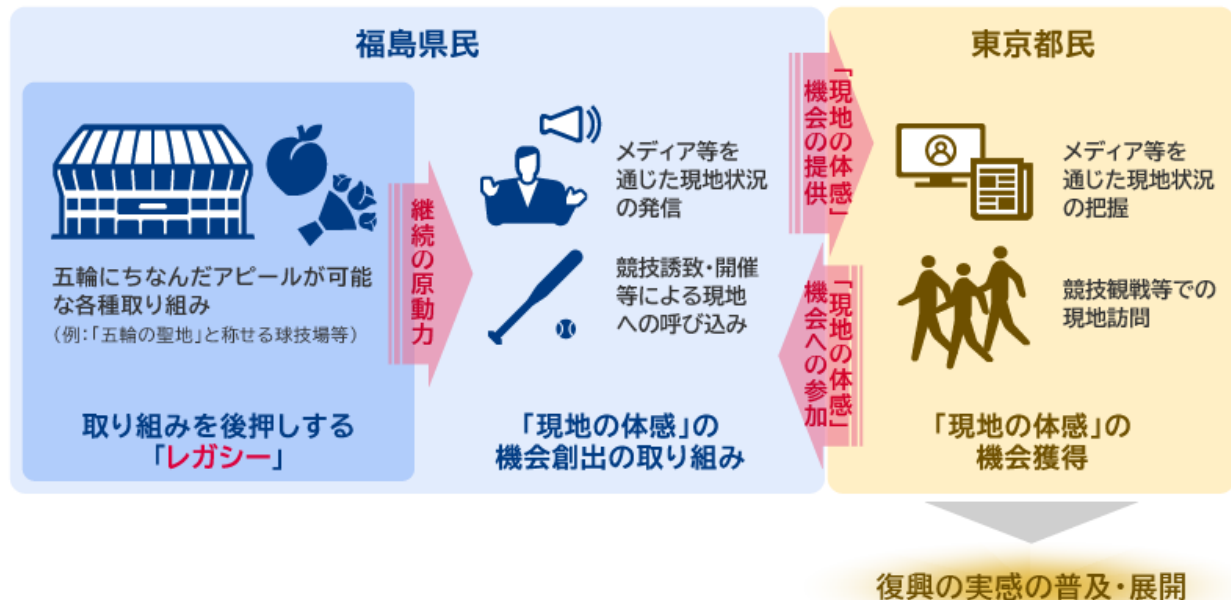 福島県民
五輪にちなんだアピールが可能
な各種取り組み
（例：「五輪の聖地」と称せる球技場等）
取り組みを後押しする
「レガシー」
継続の原動力
メディア等を
通じた現地状況
の発信
競技誘致・開催
等による現地
への呼び込み
「現地の体感」の
機会創出の取り組み
「現地の体感」
機会の提供
「現地の体感」
機会への参加
東京都民
メディア等を
通じた現地状況
の把握
競技観戦等での
現地訪問
「現地の体感」の
機会獲得
復興の実感の普及・展開